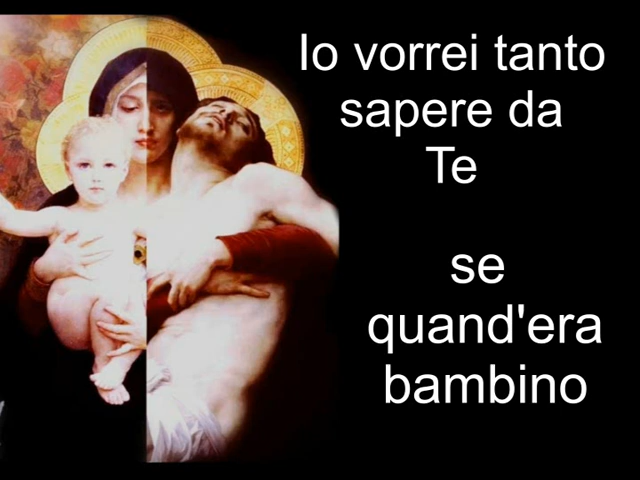 Io vorrei tanto
sapere da
Te
se
quand'era
bambino